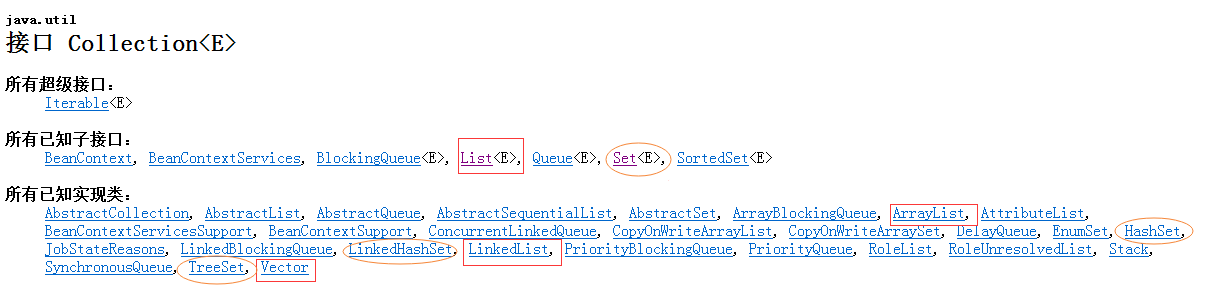 java.util
接口 Collection<E>
所有超级接口：
Iterable<E>
所有已知子接口：
BeanContext, BeanContextServices, BlockingQueue<E>, List<E>, Queue<E>, Set<E>, SortedSet<E>
所有已知实现类：
AbstractCollection, AbstractList, AbstractQueue, AbstractSequentialList, AbstractSet, ArrayBlockingQueue, ArrayList, AttributeList,
BeanContextServicesSupport, BeanContextSupport, ConcurrentLinkedQueue, CopyOnWriteArrayList, CopyOnWriteArraySet, DelayQueue, EnumSet, HashSet,
JobStateReasons, LinkedBlockingQueue, LinkedHashSet, LinkedList, PriorityBlockingQueue, PriorityQueue, RoleList, RoleUnresolvedList, Stack,
SynchronousQueue, TreeSet, Vector